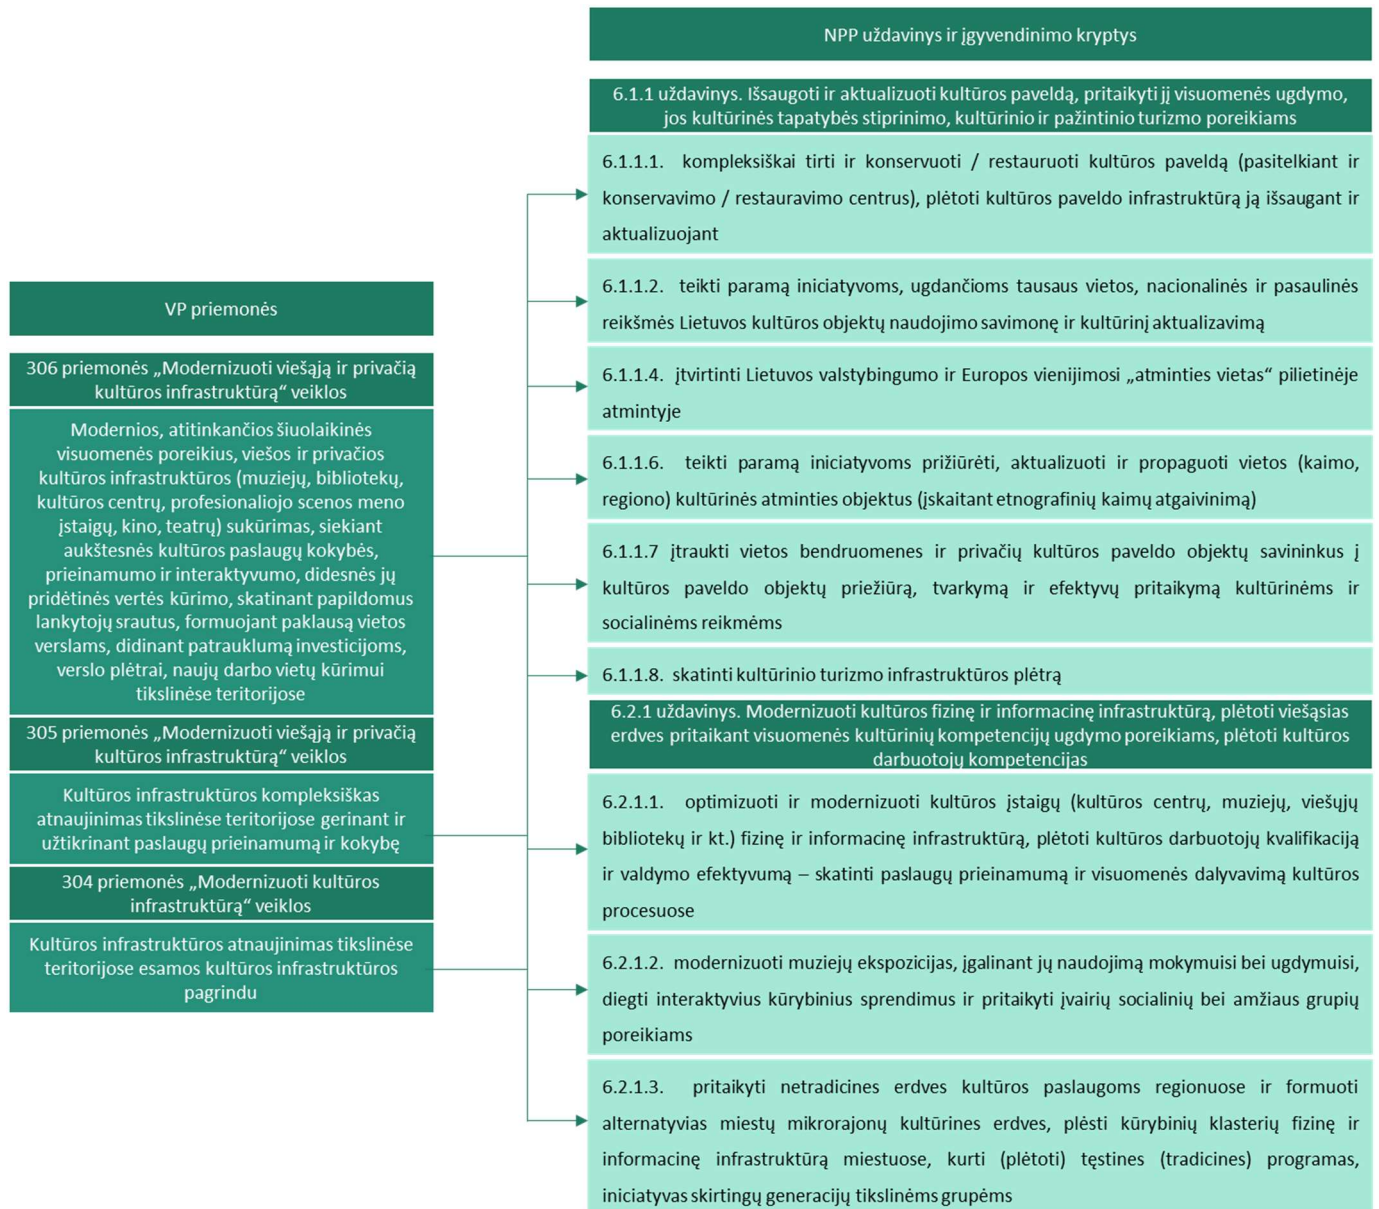 NPP uždavinys ir įgyvendinimo kryptys
6.1.1 uždavinys. Išsaugoti ir aktualizuoti kultūros paveldą, pritaikyti jį visuomenės ugdymo,
jos kultūrinės tapatybės stiprinimo, kultūrinio ir pažintinio turizmo poreikiams
6.1.1.1. kompleksiškai tirti ir konservuoti / restauruoti kultūros paveldą (pasitelkiant ir
konservavimo / restauravimo centrus), plėtoti kultūros paveldo infrastruktūrą ją išsaugant ir
aktualizuojant
6.1.1.2. teikti paramą iniciatyvoms, ugdančioms tausaus vietos, nacionalinės ir pasaulinės
reikšmės Lietuvos kultūros objektų naudojimo savimonę ir kultūrinį aktualizavimą
6.1.1.4. įtvirtinti Lietuvos valstybingumo ir Europos vienijimosi „atminties vietas“ pilietinėje
atmintyje
6.1.1.6. teikti paramą iniciatyvoms prižiūrėti, aktualizuoti ir propaguoti vietos (kaimo,
regiono) kultūrinės atminties objektus (įskaitant etnografinių kaimų atgaivinimą)
6.1.1.7 įtraukti vietos bendruomenes ir privačių kultūros paveldo objektų savininkus į
kultūros paveldo objektų priežiūrą, tvarkymą ir efektyvų pritaikymą kultūrinėms ir
socialinėms reikmėms
6.1.1.8. skatinti kultūrinio turizmo infrastruktūros plėtrą
6.2.1 uždavinys. Modernizuoti kultūros fizinę ir informacinę infrastruktūrą, plėtoti viešąsias
erdves pritaikant visuomenės kultūrinių kompetencijų ugdymo poreikiams, plėtoti kultūros
darbuotojų kompetencijas
6.2.1.1. optimizuoti ir modernizuoti kultūros įstaigų (kultūros centrų, muziejų, viešųjų
bibliotekų ir kt.) fizinę ir informacinę infrastruktūrą, plėtoti kultūros darbuotojų kvalifikaciją
ir valdymo efektyvumą – skatinti paslaugų prieinamumą ir visuomenės dalyvavimą kultūros
procesuose
6.2.1.2. modernizuoti muziejų ekspozicijas, įgalinant jų naudojimą mokymuisi bei ugdymuisi,
diegti interaktyvius kūrybinius sprendimus ir pritaikyti įvairių socialinių bei amžiaus grupių
poreikiams
6.2.1.3. pritaikyti netradicines erdves kultūros paslaugoms regionuose ir formuoti
alternatyvias miestų mikrorajonų kultūrines erdves, plėsti kūrybinių klasterių fizinę ir
informacinę infrastruktūrą miestuose, kurti (plėtoti) tęstines (tradicines) programas,
iniciatyvas skirtingų generacijų tikslinėms grupėms
VP priemonės
306 priemonės „Modernizuoti viešąją ir privačią
kultūros infrastruktūrą“ veiklos
Modernios, atitinkančios šiuolaikinės
visuomenės poreikius, viešos ir privačios
kultūros infrastruktūros (muziejų, bibliotekų,
kultūros centrų, profesionaliojo scenos meno
įstaigų, kino, teatrų) sukūrimas, siekiant
aukštesnės kultūros paslaugų kokybės,
prieinamumo ir interaktyvumo, didesnės jų
pridėtinės vertės kūrimo, skatinant papildomus
lankytojų srautus, formuojant paklausą vietos
verslams, didinant patrauklumą investicijoms,
verslo plėtrai, naujų darbo vietų kūrimui
tikslinėse teritorijose
305 priemonės „Modernizuoti viešąją ir privačią
kultūros infrastruktūrą“ veiklos
Kultūros infrastruktūros kompleksiškas
atnaujinimas tikslinėse teritorijose gerinant ir
užtikrinant paslaugų prieinamumą ir kokybę
304 priemonės „Modernizuoti kultūros
infrastruktūrą“ veiklos
Kultūros infrastruktūros atnaujinimas tikslinėse
teritorijose esamos kultūros infrastruktūros
pagrindu